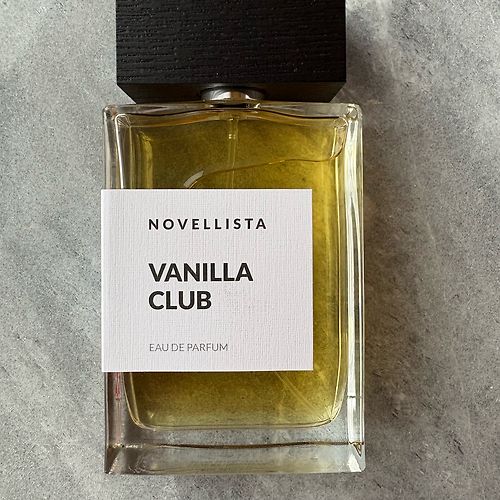 NOVELLISTA
VANILLA
CLUB
EAU DE PARFUM